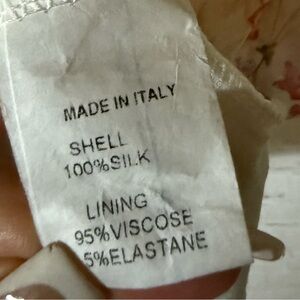 MADE IN ITALY
SHELL
100%SILK
LINING
95%VISCOSE
5%ELASTANE